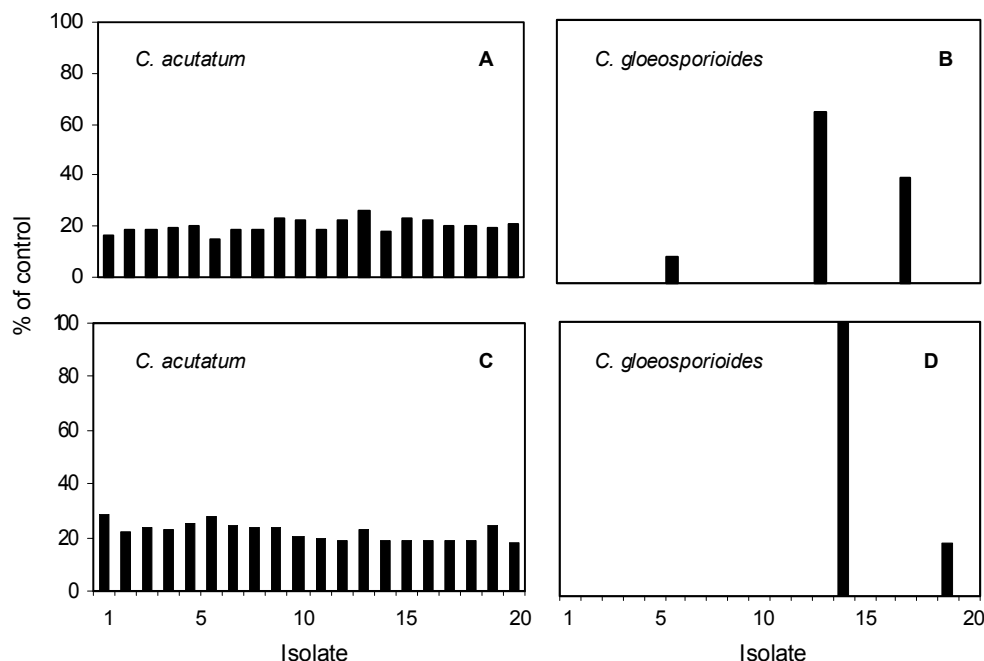 100
80
60
40
20
0
C. acutatum A
C. gloeosporioides B
% of control
100
80
60
40
20
0
C. acutatum C
C. gloeosporioides D
1 5 10 15 20
Isolate
1 5 10 15 20
Isolate